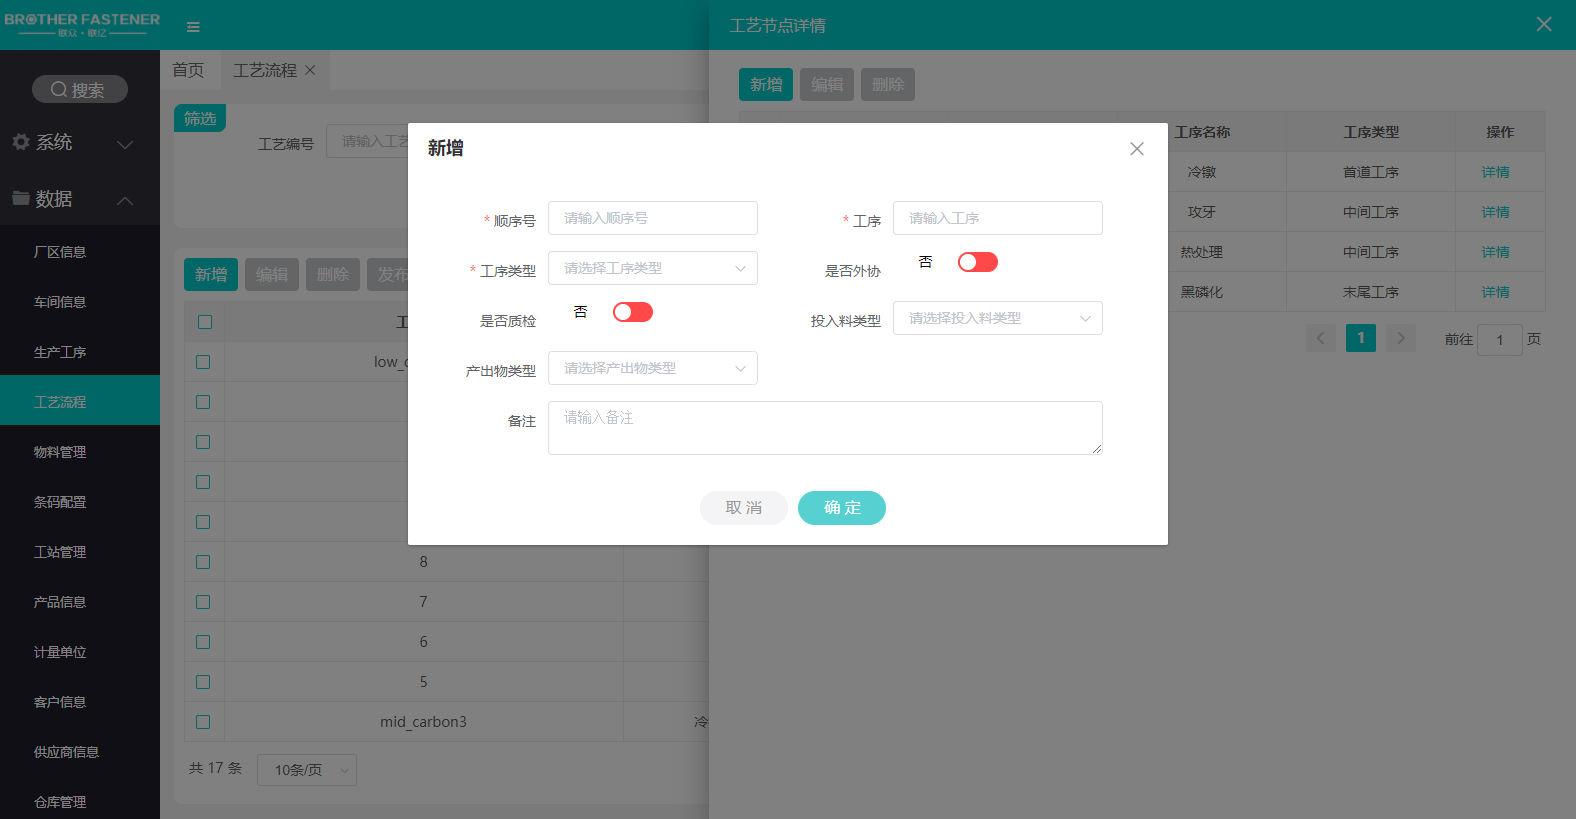 BROTHER FASTENER
联众·联亿
工艺节点详情
搜索
系统
数据
厂区信息
车间信息
生产工序
工艺流程
物料管理
条码配置
工站管理
产品信息
计量单位
客户信息
供应商信息
仓库管理
首页
工艺流程
筛选
工艺编号
请输入工艺
新增
编辑
删除
发布
工
low_c
8
7
6
5
mid_carbon3
冷
共 17 条
10条/页
新增
编辑
删除
工序名称
工序类型
操作
冷镦
首道工序
详情
攻牙
中间工序
详情
热处理
中间工序
详情
黑磷化
末尾工序
详情
1
前往
1
页
新增
* 顺序号
请输入顺序号
* 工序
请输入工序
* 工序类型
请选择工序类型
是否外协
否
是否质检
否
投入料类型
请选择投入料类型
产出物类型
请选择产出物类型
备注
请输入备注
取 消
确 定